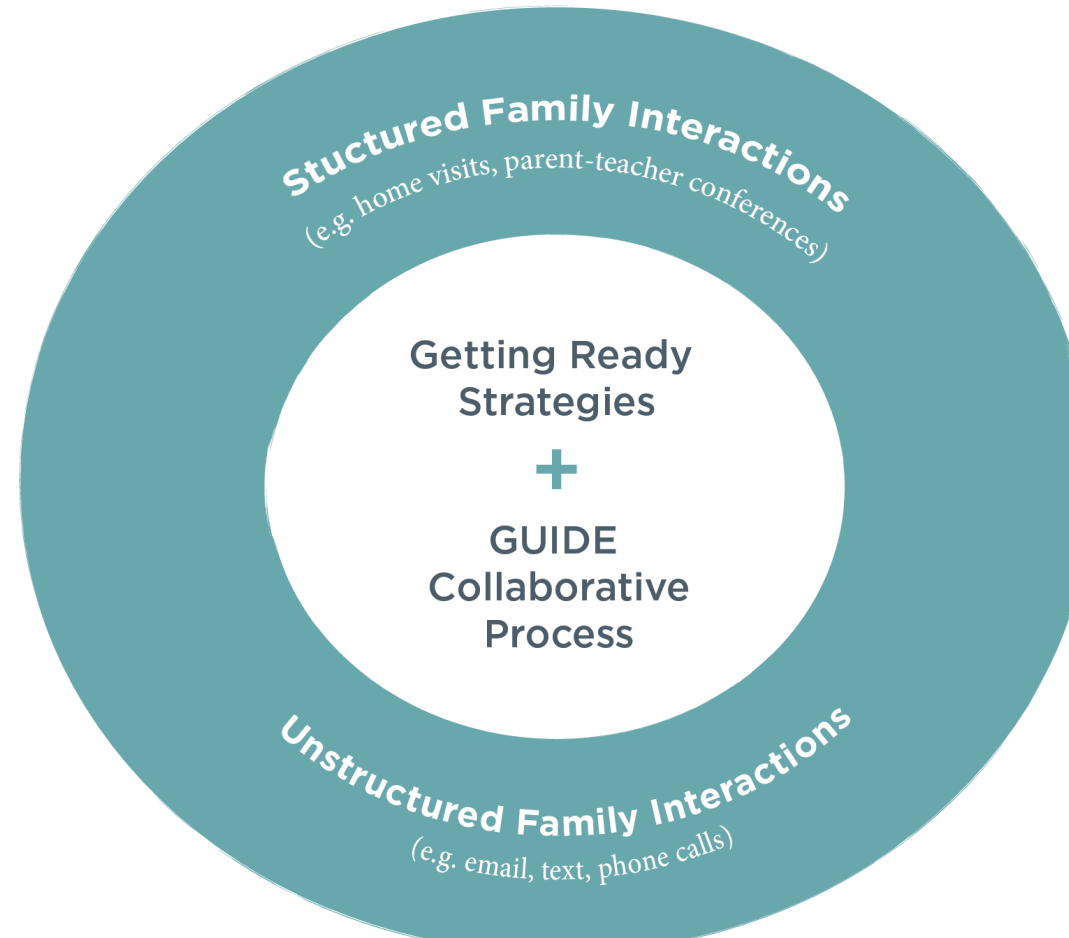 Stuctured Family Interactions
(e.g. home visits, parent-teacher conferences)
Getting Ready
Strategies
+
GUIDE
Collaborative
Process
Unstructured Family Interactions
(e.g. email, text, phone calls)